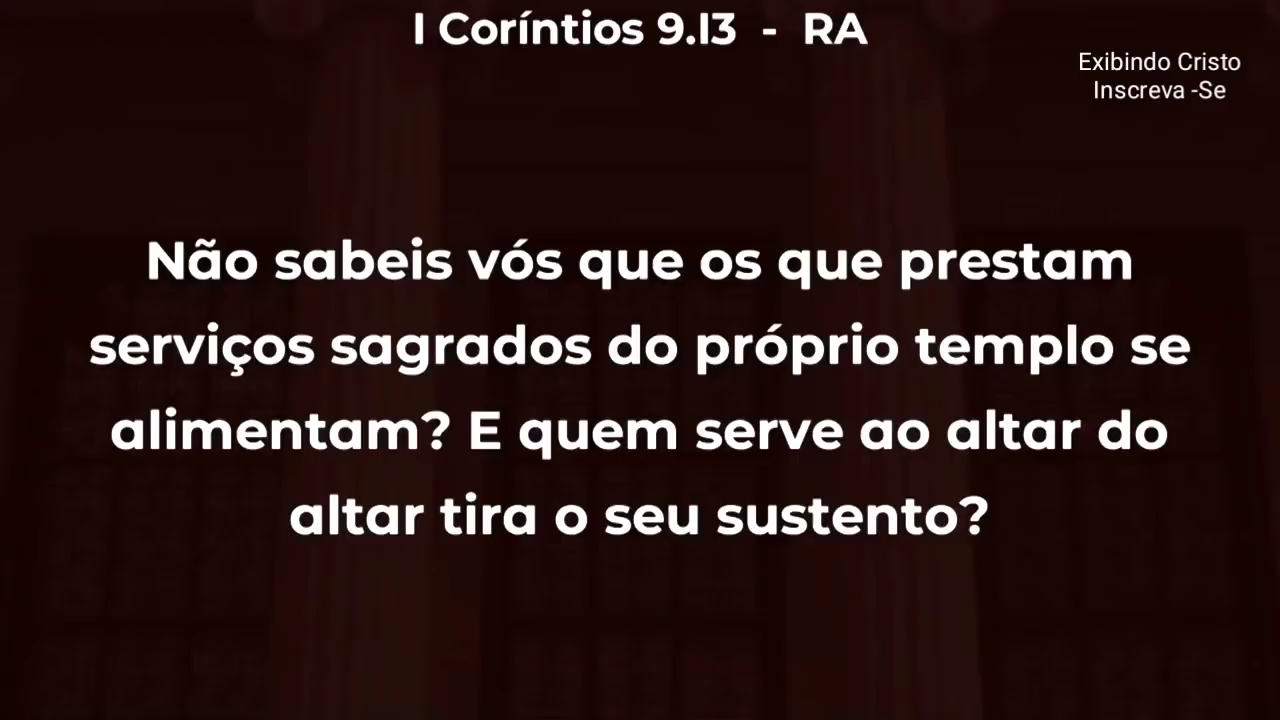 I Coríntios 9.I3 - RA
Exibindo Cristo
Inscreva -Se
Não sabeis vós que os que prestam
serviços sagrados do próprio templo se
alimentam? E quem serve ao altar do
altar tira o seu sustento?